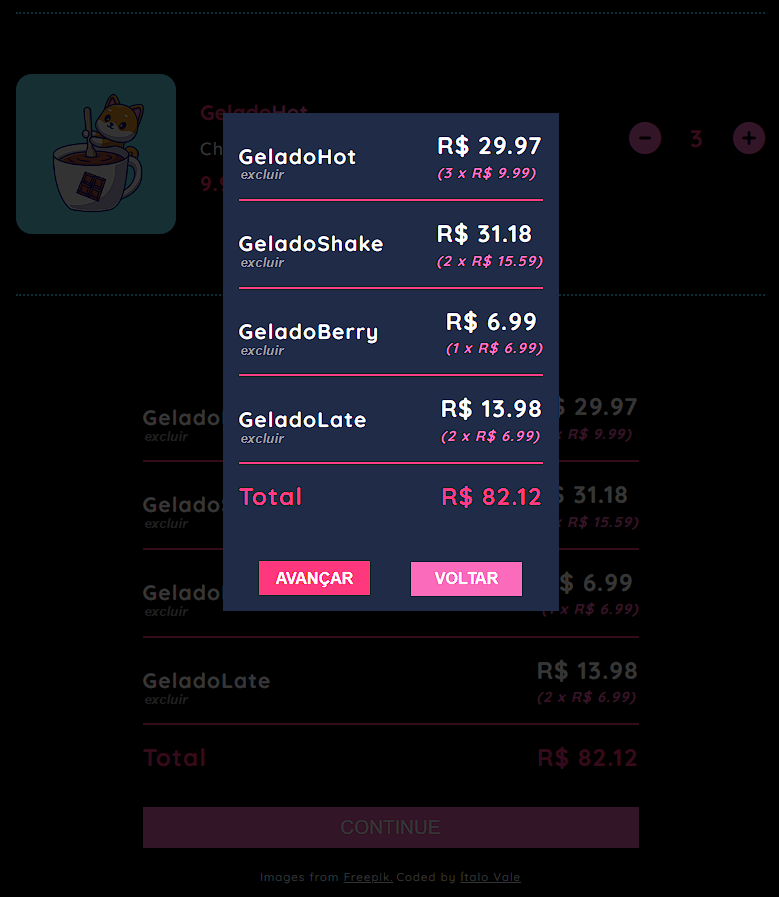 GeladoHot
Ch
9.9
3
GeladoHot R$ 29.97
excluir (3 x R$ 9.99)
GeladoShake R$ 31.18
excluir (2 x R$ 15.59)
GeladoBerry R$ 6.99
excluir (1 x R$ 6.99)
GeladoLate R$ 13.98
excluir (2 x R$ 6.99)
Total R$ 82.12
AVANÇAR VOLTAR
Gelado $ 29.97
excluir x R$ 9.99)
Gelado $ 31.18
excluir x R$ 15.59)
Gelado $ 6.99
excluir (1 x R$ 6.99)
GeladoLate R$ 13.98
excluir (2 x R$ 6.99)
Total R$ 82.12
CONTINUE
Images from Freepik. Coded by Ítalo Vale